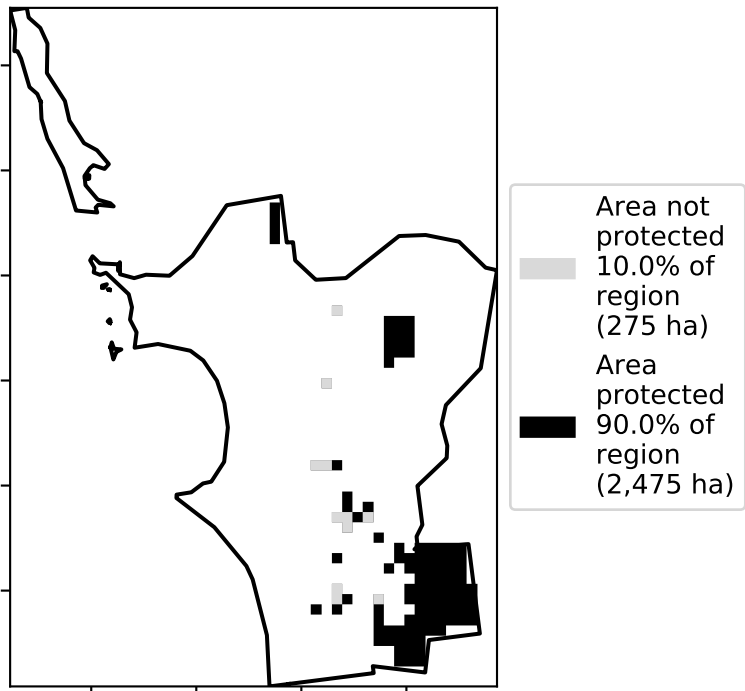 Area not
protected
10.0% of
region
(275 ha)
Area
protected
90.0% of
region
(2,475 ha)